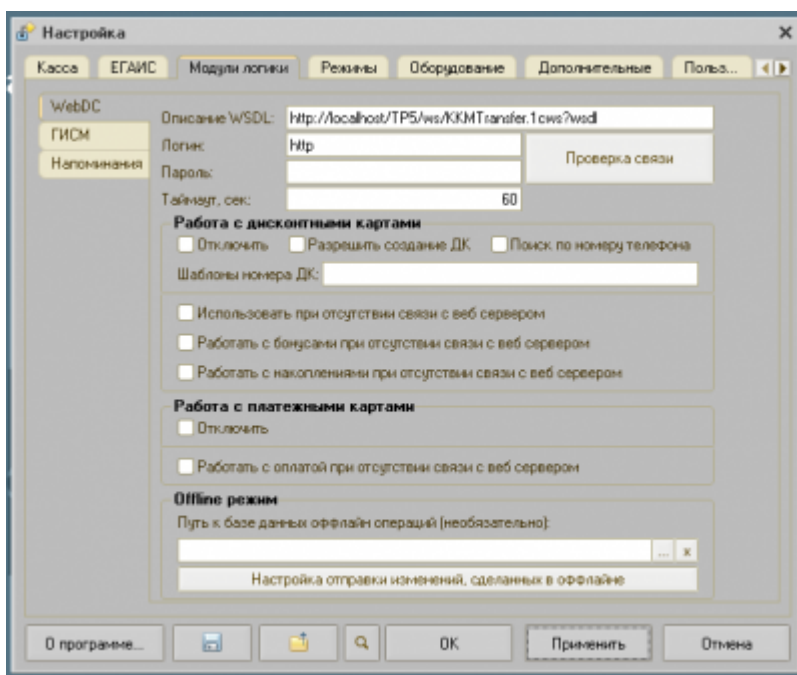 Настройка
Касса ЕГАИС Модули логики Режимы Оборудование Дополнительные Польз...
WebDC
ГИСМ
Напоминания
Описание WSDL: http://localhost/TP5/ws/KKMTransfer.1cws?wsdl
Логин: http
Проверка связи
Пароль:
Таймаут, сек: 60
Работа с дисконтными картами
Отключить Разрешить создание ДК Поиск по номеру телефона
Шаблоны номера ДК:
Использовать при отсутствии связи с веб сервером
Работать с бонусами при отсутствии связи с веб сервером
Работать с накоплениями при отсутствии связи с веб сервером
Работа с платежными картами
Отключить
Работать с оплатой при отсутствии связи с веб сервером
Offline режим
Путь к базе данных оффлайн операций (необязательно):
... x
Настройка отправки изменений, сделанных в оффлайне
О программе... OK Применить Отмена